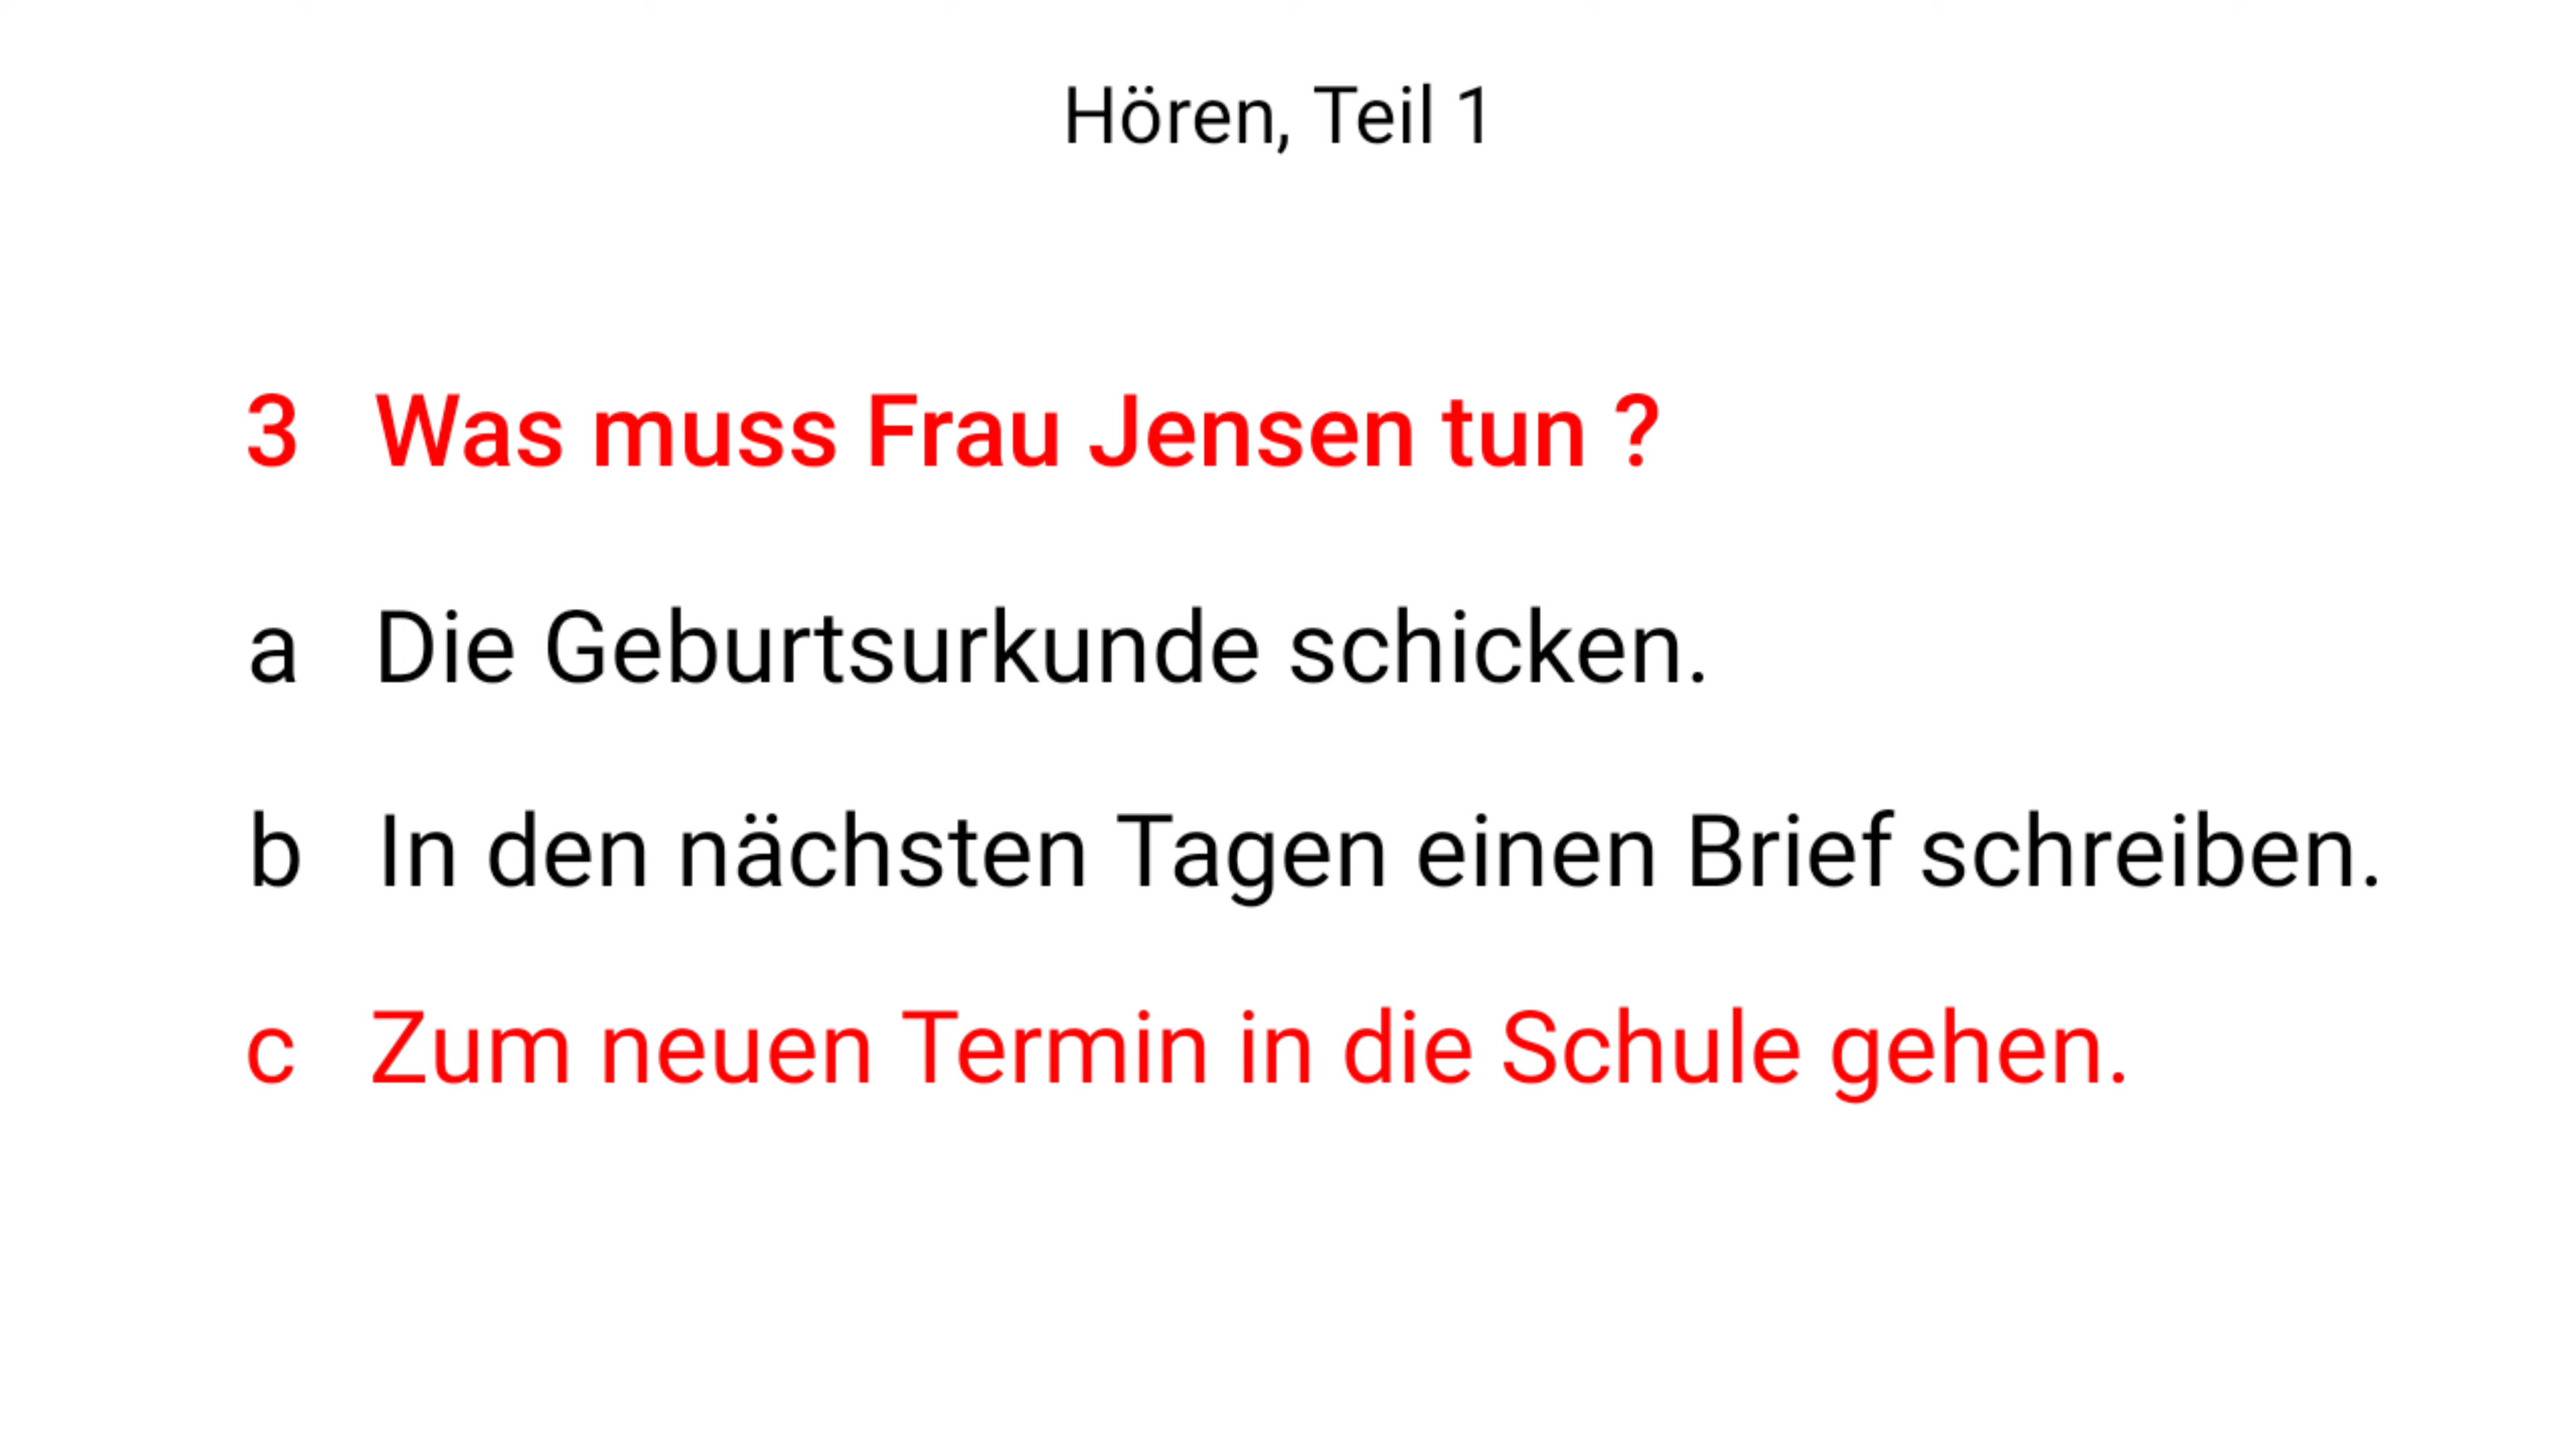 Hören, Teil 1
3 Was muss Frau Jensen tun ?
a Die Geburtsurkunde schicken.
b In den nächsten Tagen einen Brief schreiben.
c Zum neuen Termin in die Schule gehen.